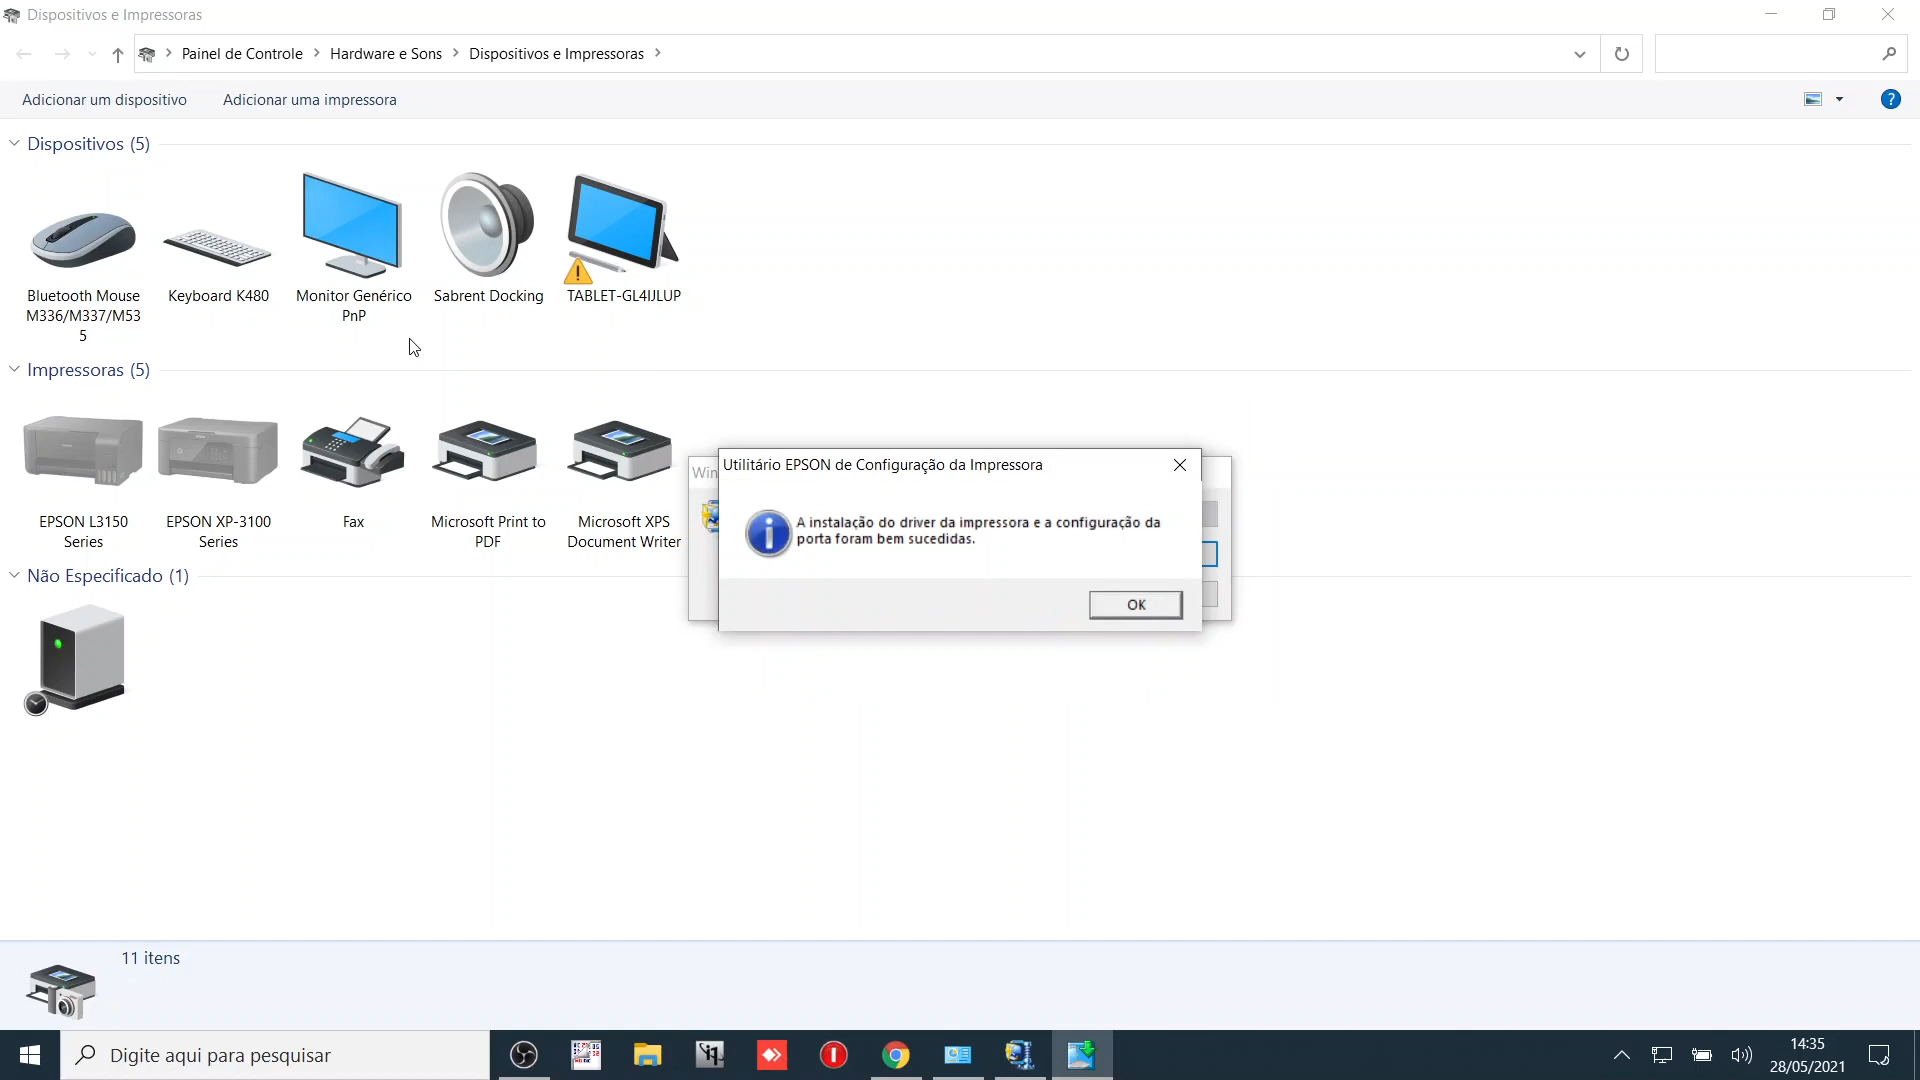 Dispositivos e Impressoras
Painel de Controle
Hardware e Sons
Dispositivos e Impressoras
Adicionar um dispositivo
Adicionar uma impressora
Dispositivos (5)
Bluetooth Mouse
M336/M337/M53
5
Keyboard K480
Monitor Genérico
PnP
Sabrent Docking
TABLET-GL4IJLUP
Impressoras (5)
EPSON L3150
Series
EPSON XP-3100
Series
Fax
Microsoft Print to
PDF
Microsoft XPS
Document Writer
Win
Utilitário EPSON de Configuração da Impressora
A instalação do driver da impressora e a configuração da
porta foram bem sucedidas.
OK
Não Especificado (1)
11 itens
Digite aqui para pesquisar
14:35
28/05/2021